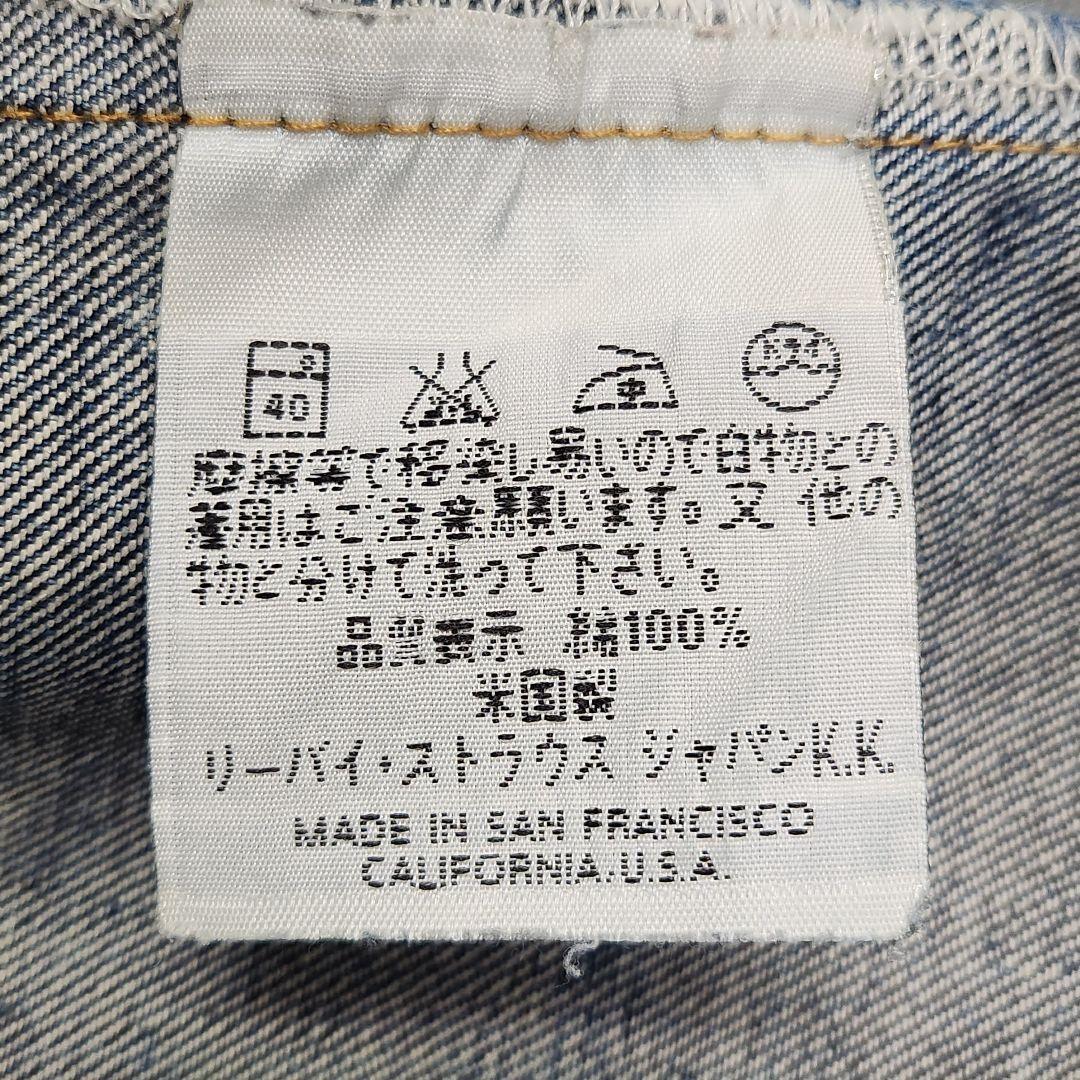 40
摩擦等で移染し易いので白物との
着用はご注意願います。又 他の
物と分けて洗って下さい。
品質表示 綿100%
米国製
リーバイ・ストラウス ジャパンK.K.
MADE IN SAN FRANCISCO
CALIFORNIA.U.S.A.